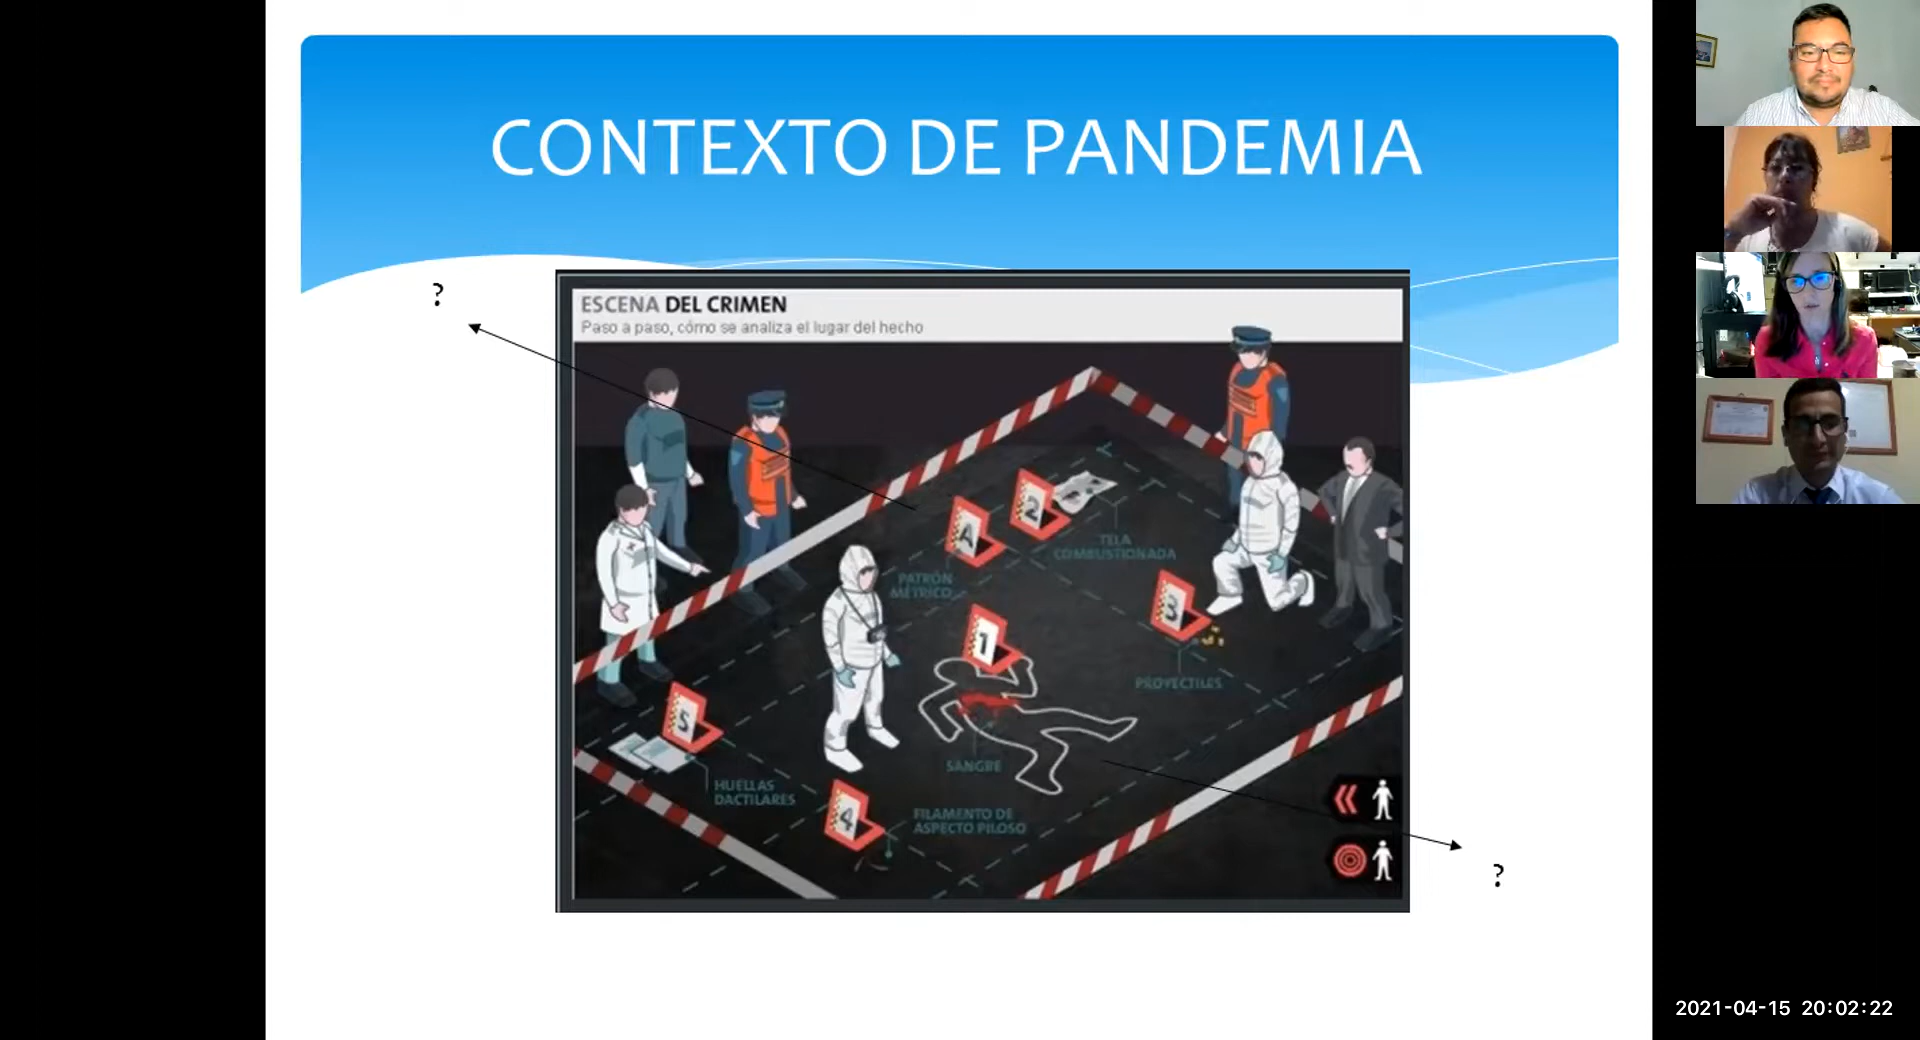 CONTEXTO DE PANDEMIA
?
ESCENA DEL CRIMEN
Paso a paso, cómo se analiza el lugar del hecho
2
A
TELA
COMBUSTIONADA
PATRÓN
MÉTRICO
3
1
PROYECTILES
5
SANGRE
HUELLAS
DACTILARES
4
FILAMENTO DE
ASPECTO PILOSO
?
2021-04-15 20:02:22